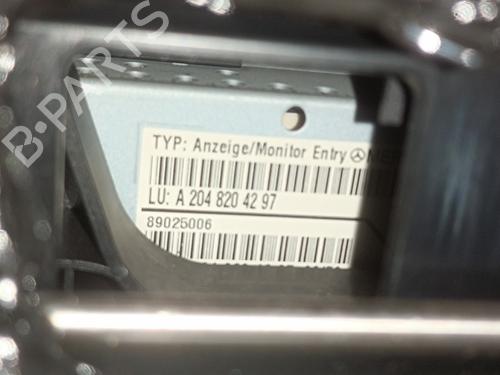 B-PARTS
TYP: Anzeige/Monitor Entry
LU: A 204 820 42 97
89025006